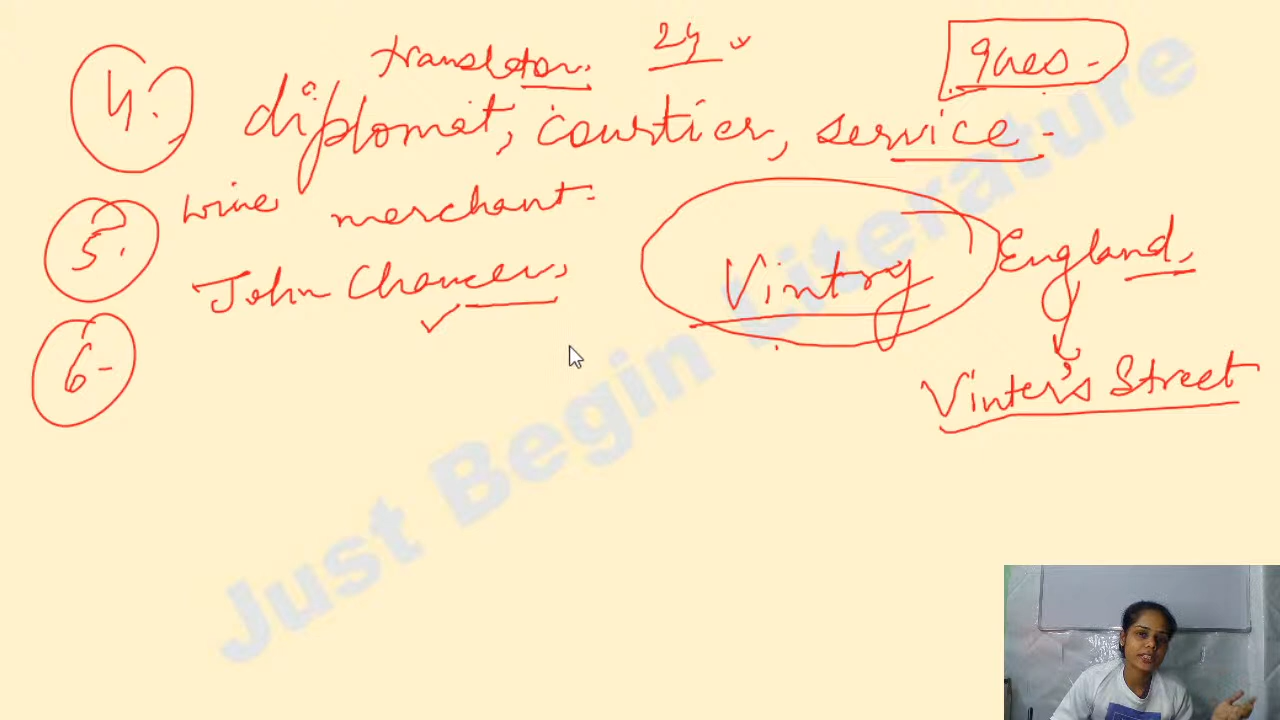 translator. 24
ques.
4. diplomat, courtier, service.
5. wine merchant.
John Chaucer,
Vintry England,
Vinter's Street
6-
Just Begin Literature